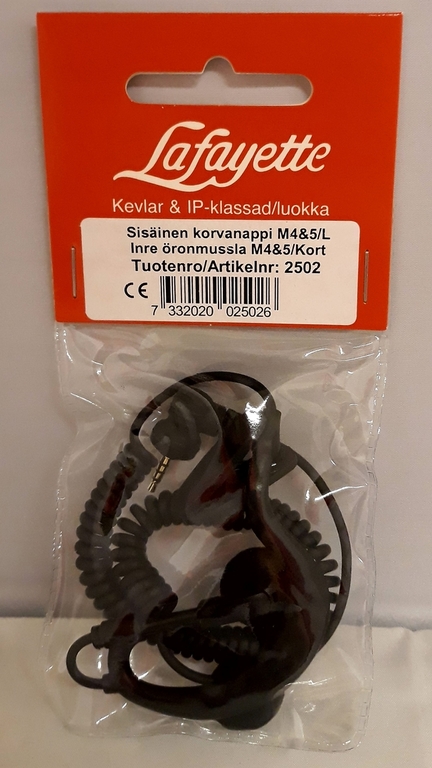 Lafayette
Kevlar & IP-klassad/luokka
Sisäinen korvanappi M4&5/L
Inre öronmussla M4&5/Kort
Tuotenro/Artikelnr: 2502
CE
7 332020 025026